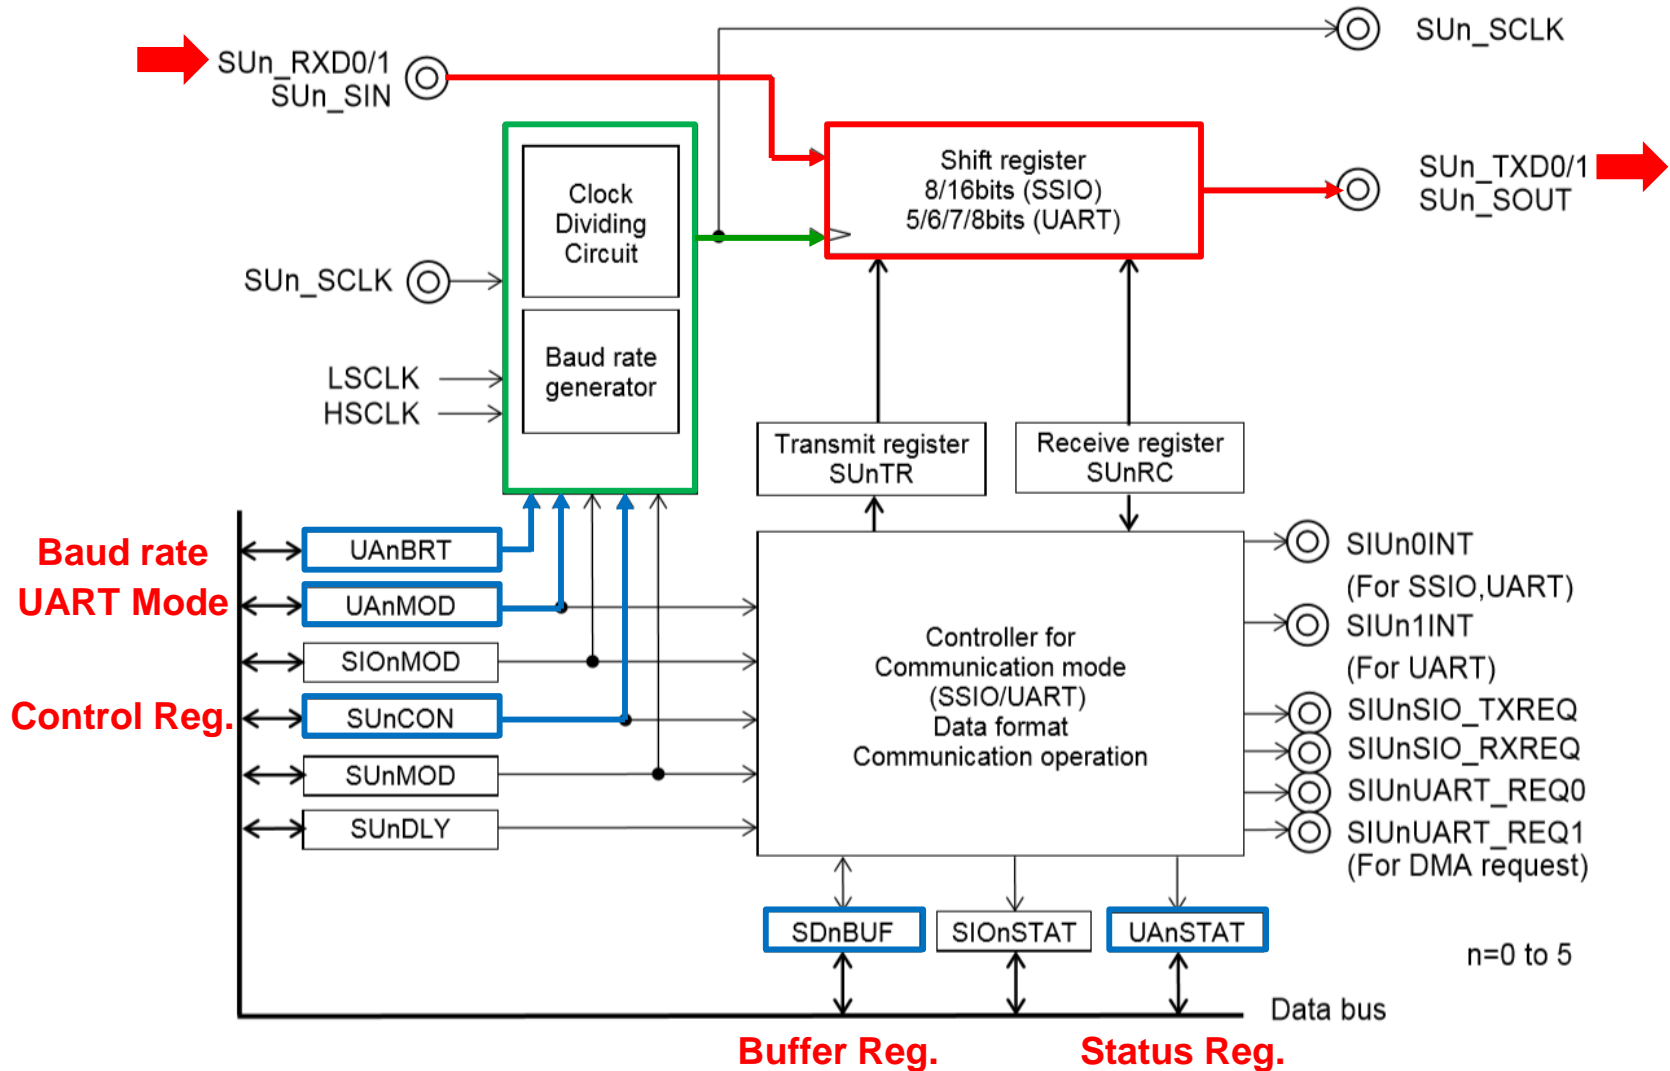 SUn_SCLK
SUn_RXD0/1
SUn_SIN
Shift register
8/16bits (SSIO)
5/6/7/8bits (UART)
SUn_TXD0/1
SUn_SOUT
Clock
Dividing
Circuit
SUn_SCLK
Baud rate
generator
LSCLK
HSCLK
Transmit register
SUnTR
Receive register
SUnRC
Baud rate
UAnBRT
UART Mode
UAnMOD
SIOnMOD
Control Reg.
SUnCON
SUnMOD
SUnDLY
Controller for
Communication mode
(SSIO/UART)
Data format
Communication operation
SIUn0INT
(For SSIO,UART)
SIUn1INT
(For UART)
SIUnSIO_TXREQ
SIUnSIO_RXREQ
SIUnUART_REQ0
SIUnUART_REQ1
(For DMA request)
SDnBUF
SIOnSTAT
UAnSTAT
n=0 to 5
Data bus
Buffer Reg.
Status Reg.